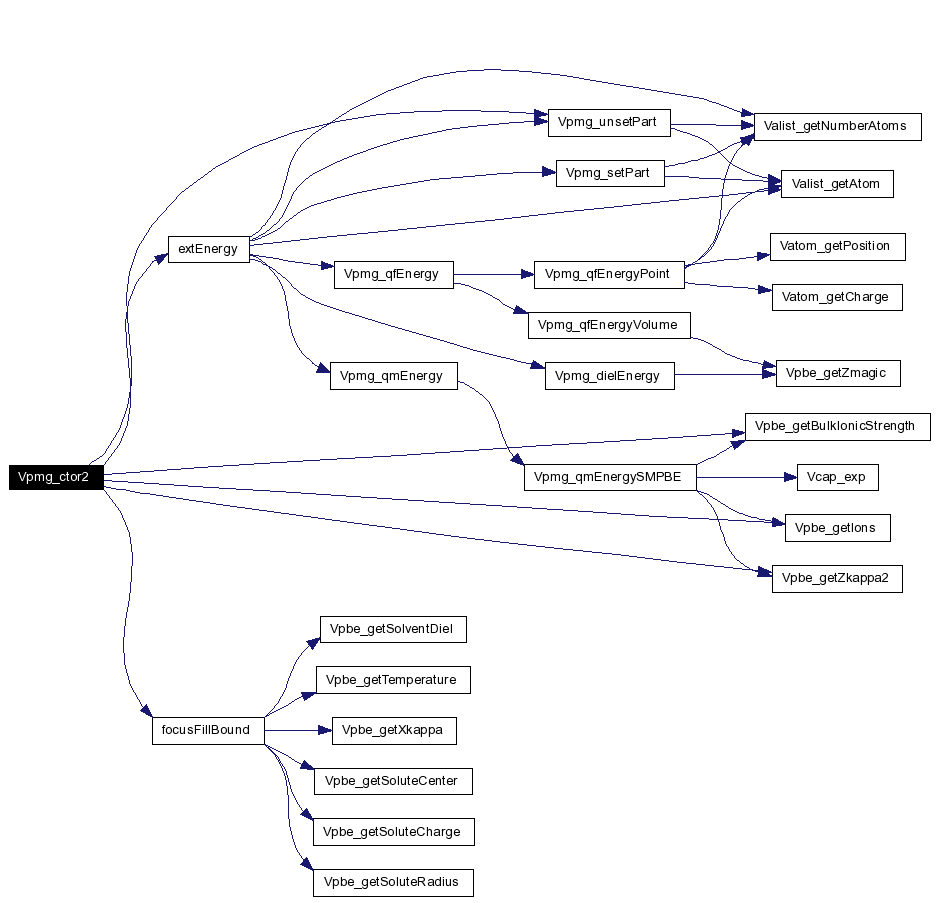 Vpmg_ctor2
extEnergy
focusFillBound
Vpmg_qfEnergy
Vpmg_qmEnergy
Vpbe_getSolventDiel
Vpbe_getTemperature
Vpbe_getXkappa
Vpbe_getSoluteCenter
Vpbe_getSoluteCharge
Vpbe_getSoluteRadius
Vpmg_unsetPart
Vpmg_setPart
Vpmg_qfEnergyPoint
Vpmg_qfEnergyVolume
Vpmg_dielEnergy
Vpmg_qmEnergySMPBE
Valist_getNumberAtoms
Valist_getAtom
Vatom_getPosition
Vatom_getCharge
Vpbe_getZmagic
Vpbe_getBulkIonicStrength
Vcap_exp
Vpbe_getIons
Vpbe_getZkappa2